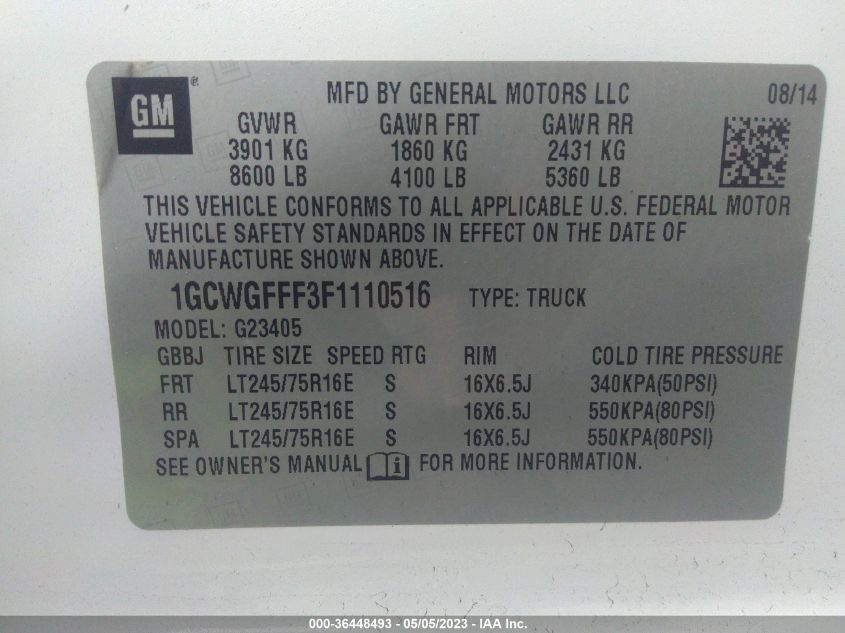 GM ®
MFD BY GENERAL MOTORS LLC 08/14
GVWR GAWR FRT GAWR RR
3901 KG 1860 KG 2431 KG
8600 LB 4100 LB 5360 LB
THIS VEHICLE CONFORMS TO ALL APPLICABLE U.S. FEDERAL MOTOR
VEHICLE SAFETY STANDARDS IN EFFECT ON THE DATE OF
MANUFACTURE SHOWN ABOVE.
1GCWGFFF3F1110516 TYPE: TRUCK
MODEL: G23405
GBBJ TIRE SIZE SPEED RTG RIM COLD TIRE PRESSURE
FRT LT245/75R16E S 16X6.5J 340KPA(50PSI)
RR LT245/75R16E S 16X6.5J 550KPA(80PSI)
SPA LT245/75R16E S 16X6.5J 550KPA(80PSI)
SEE OWNER'S MANUAL i FOR MORE INFORMATION.
000-36448493 - 05/05/2023 - IAA Inc.